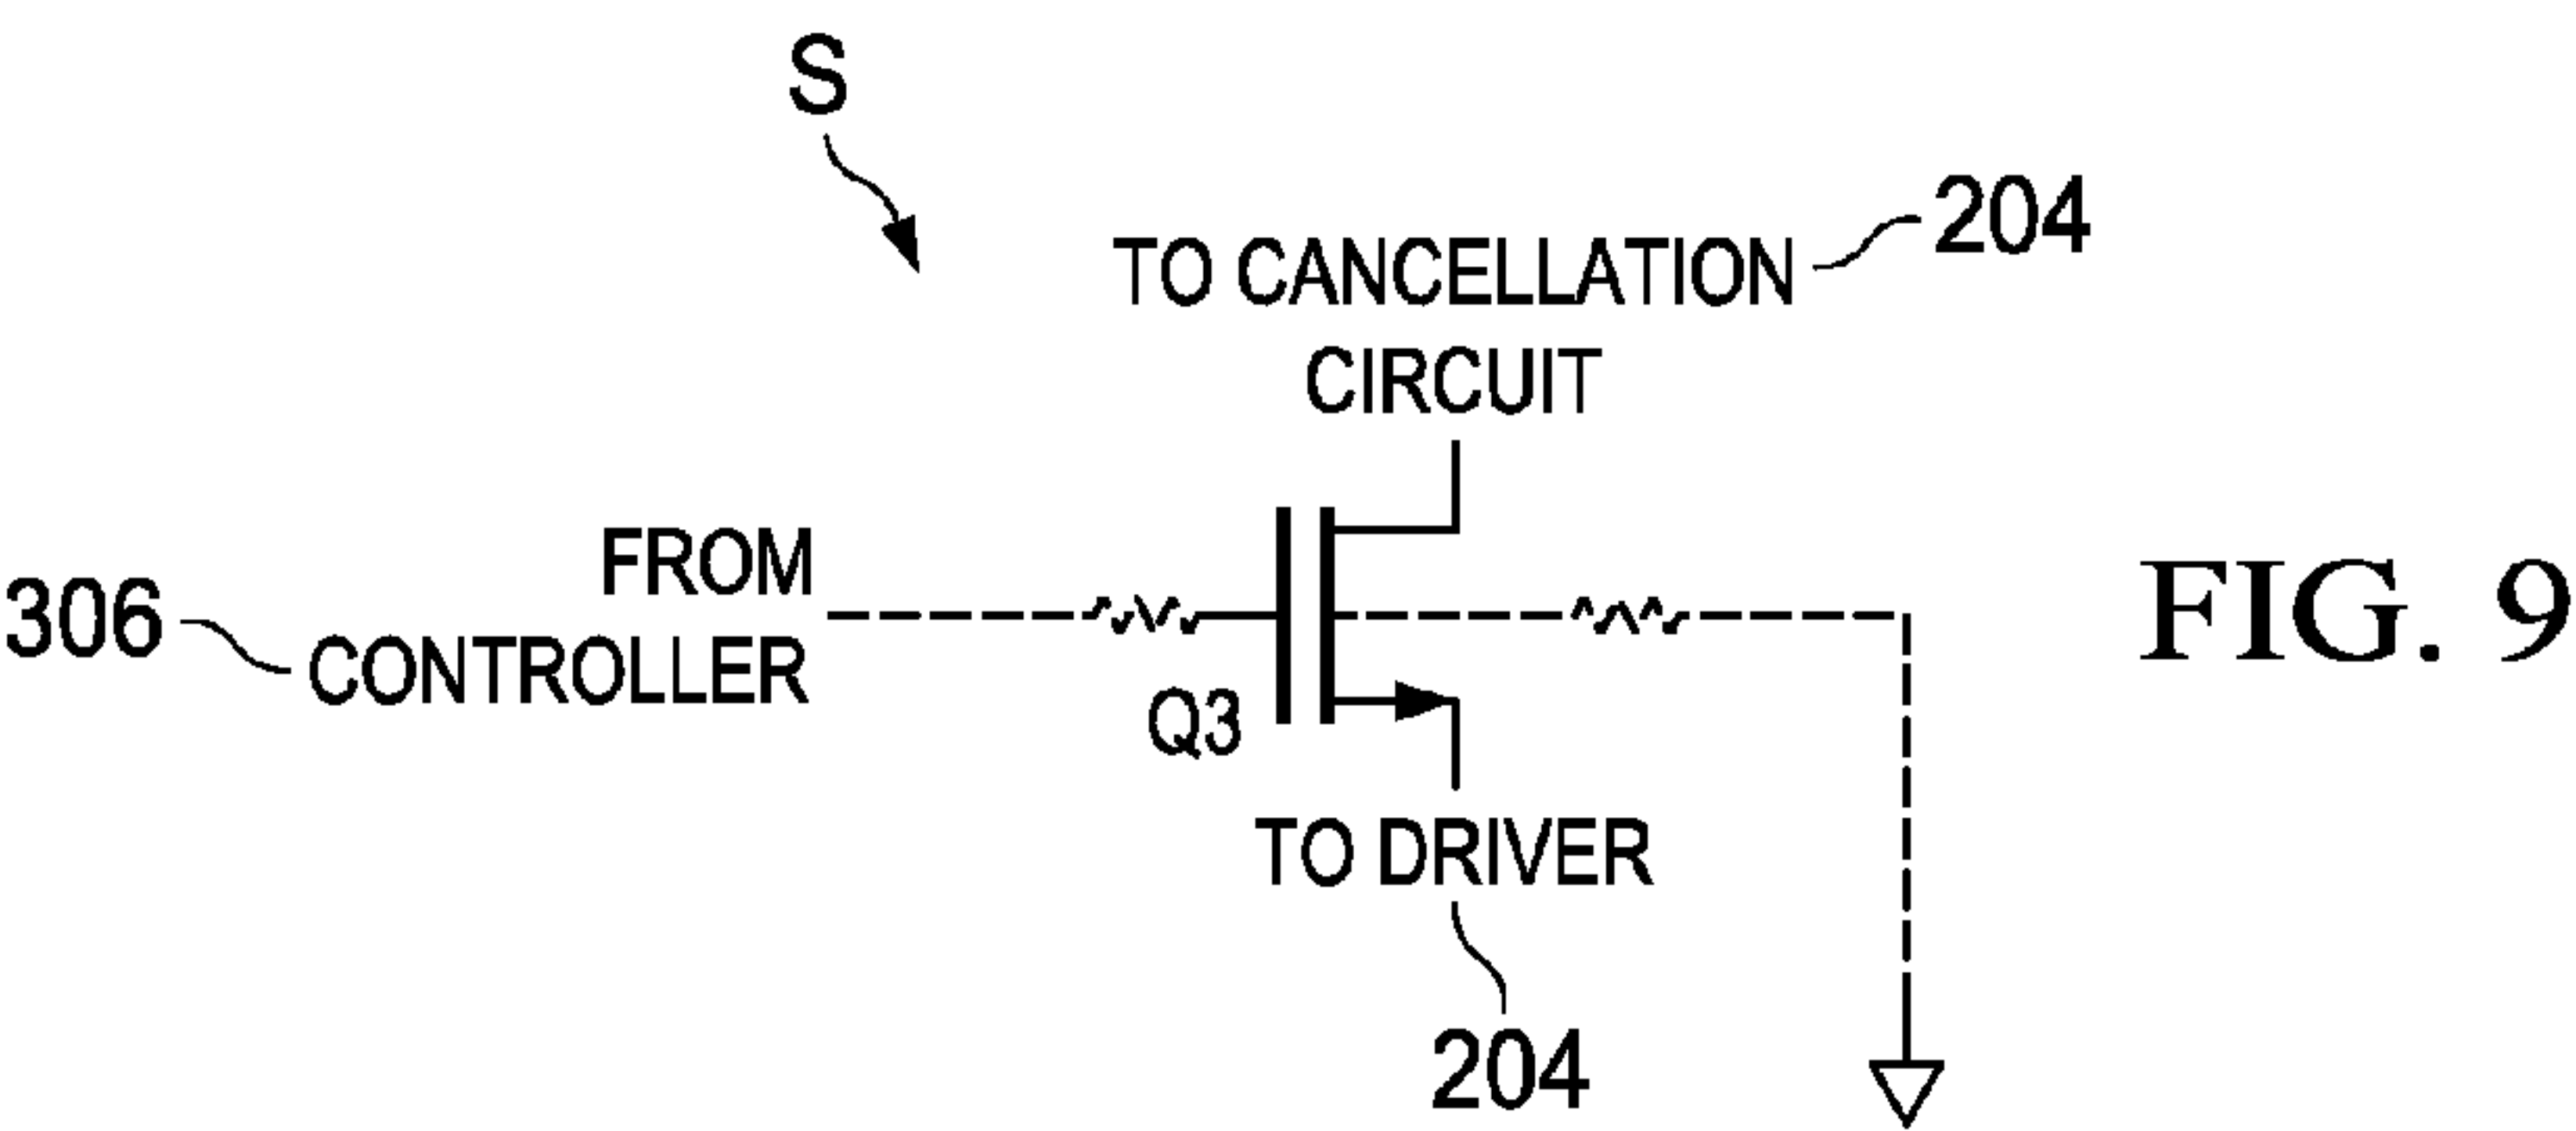 S
TO CANCELLATION 204
CIRCUIT
FROM
306 CONTROLLER
Q3
TO DRIVER
204
FIG. 9